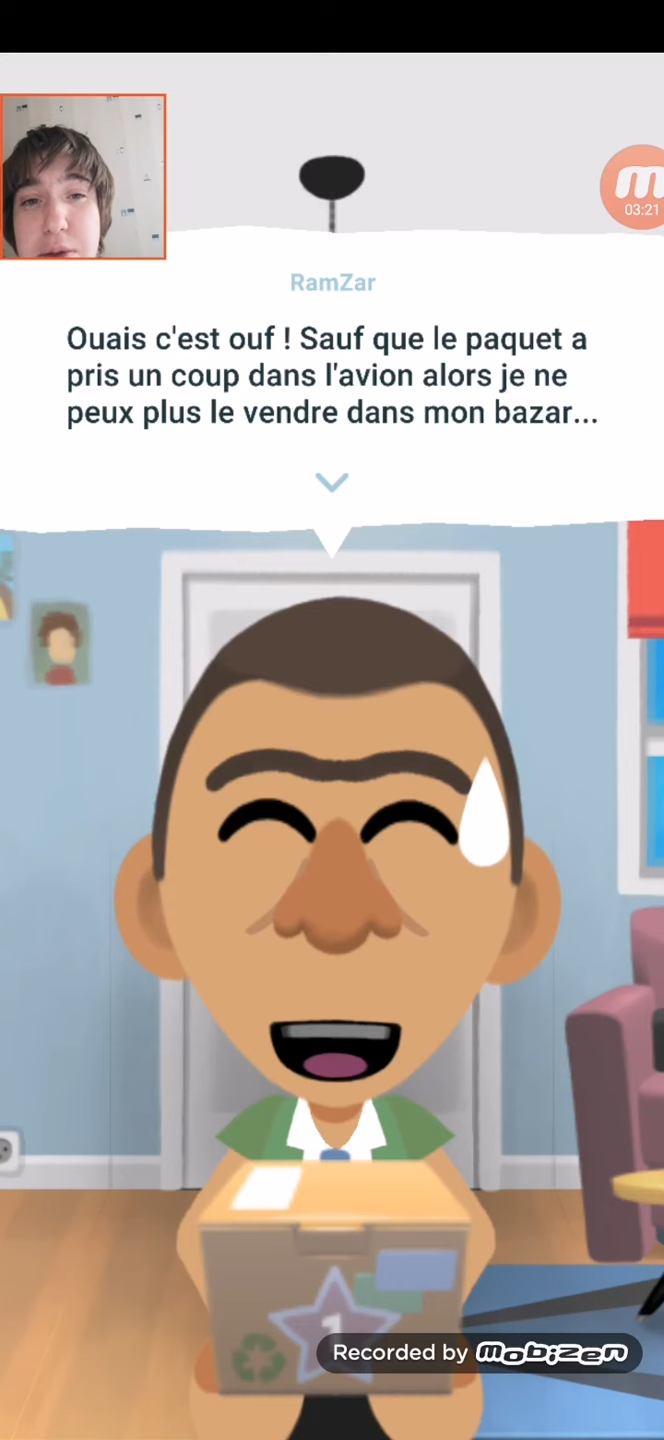 03:21
RamZar
Ouais c'est ouf ! Sauf que le paquet a
pris un coup dans l'avion alors je ne
peux plus le vendre dans mon bazar...
1
Recorded by mobizen